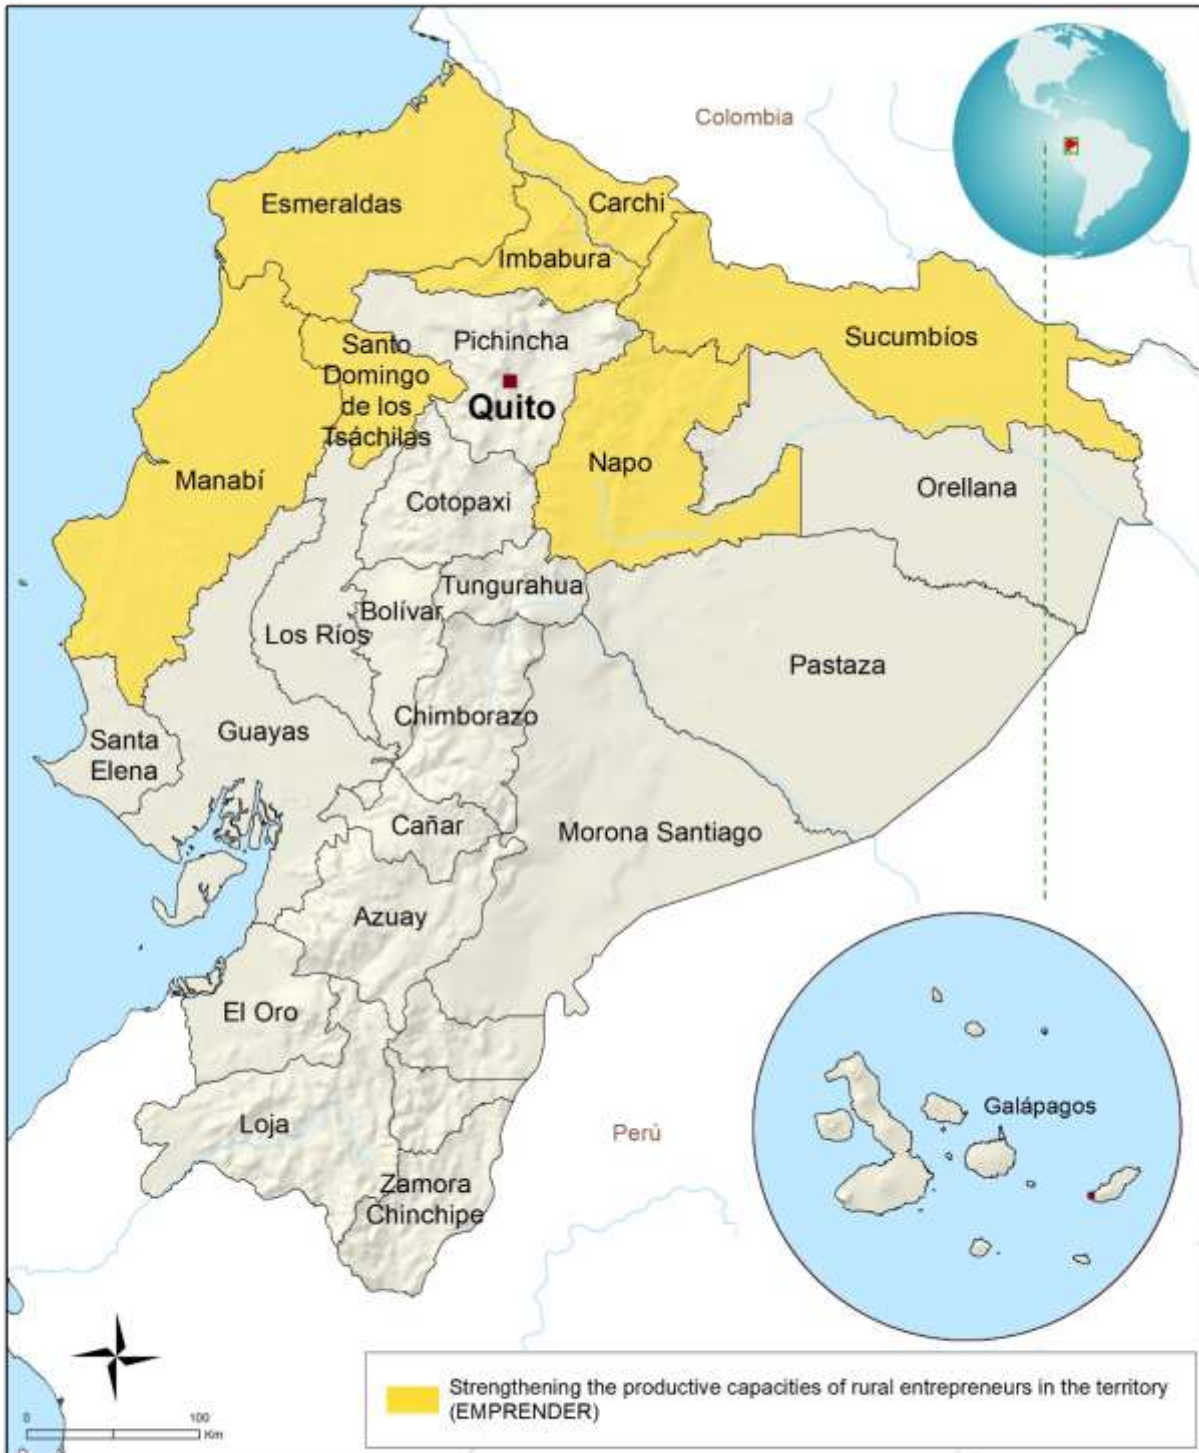 Colombia
Esmeraldas
Carchi
Imbabura
Sucumbíos
Pichincha
Santo
Domingo
de los
Tsáchilas
Quito
Napo
Manabí
Cotopaxi
Orellana
Tungurahua
Bolívar
Los Ríos
Pastaza
Chimborazo
Guayas
Santa
Elena
Cañar
Morona Santiago
Azuay
El Oro
Galápagos
Loja
Perú
Zamora
Chinchipe
Strengthening the productive capacities of rural entrepreneurs in the territory
(EMPRENDER)
0 100
Km